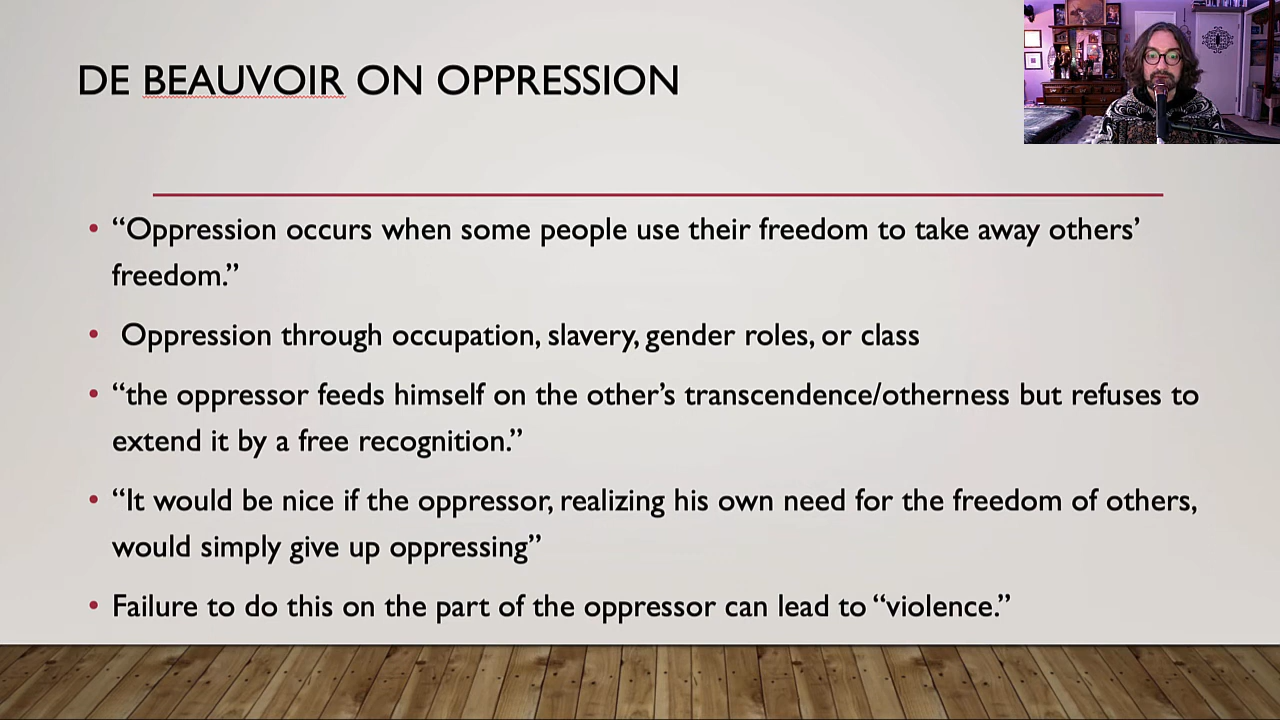 DE BEAUVOIR ON OPPRESSION
• “Oppression occurs when some people use their freedom to take away others’
freedom.”
• Oppression through occupation, slavery, gender roles, or class
• “the oppressor feeds himself on the other’s transcendence/otherness but refuses to
extend it by a free recognition.”
• “It would be nice if the oppressor, realizing his own need for the freedom of others,
would simply give up oppressing”
• Failure to do this on the part of the oppressor can lead to “violence.”